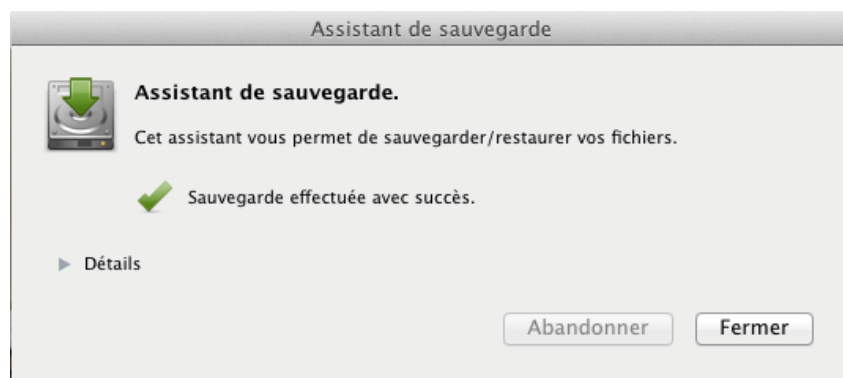 Assistant de sauvegarde
Assistant de sauvegarde.
Cet assistant vous permet de sauvegarder/restaurer vos fichiers.
Sauvegarde effectuée avec succès.
Détails
Abandonner Fermer